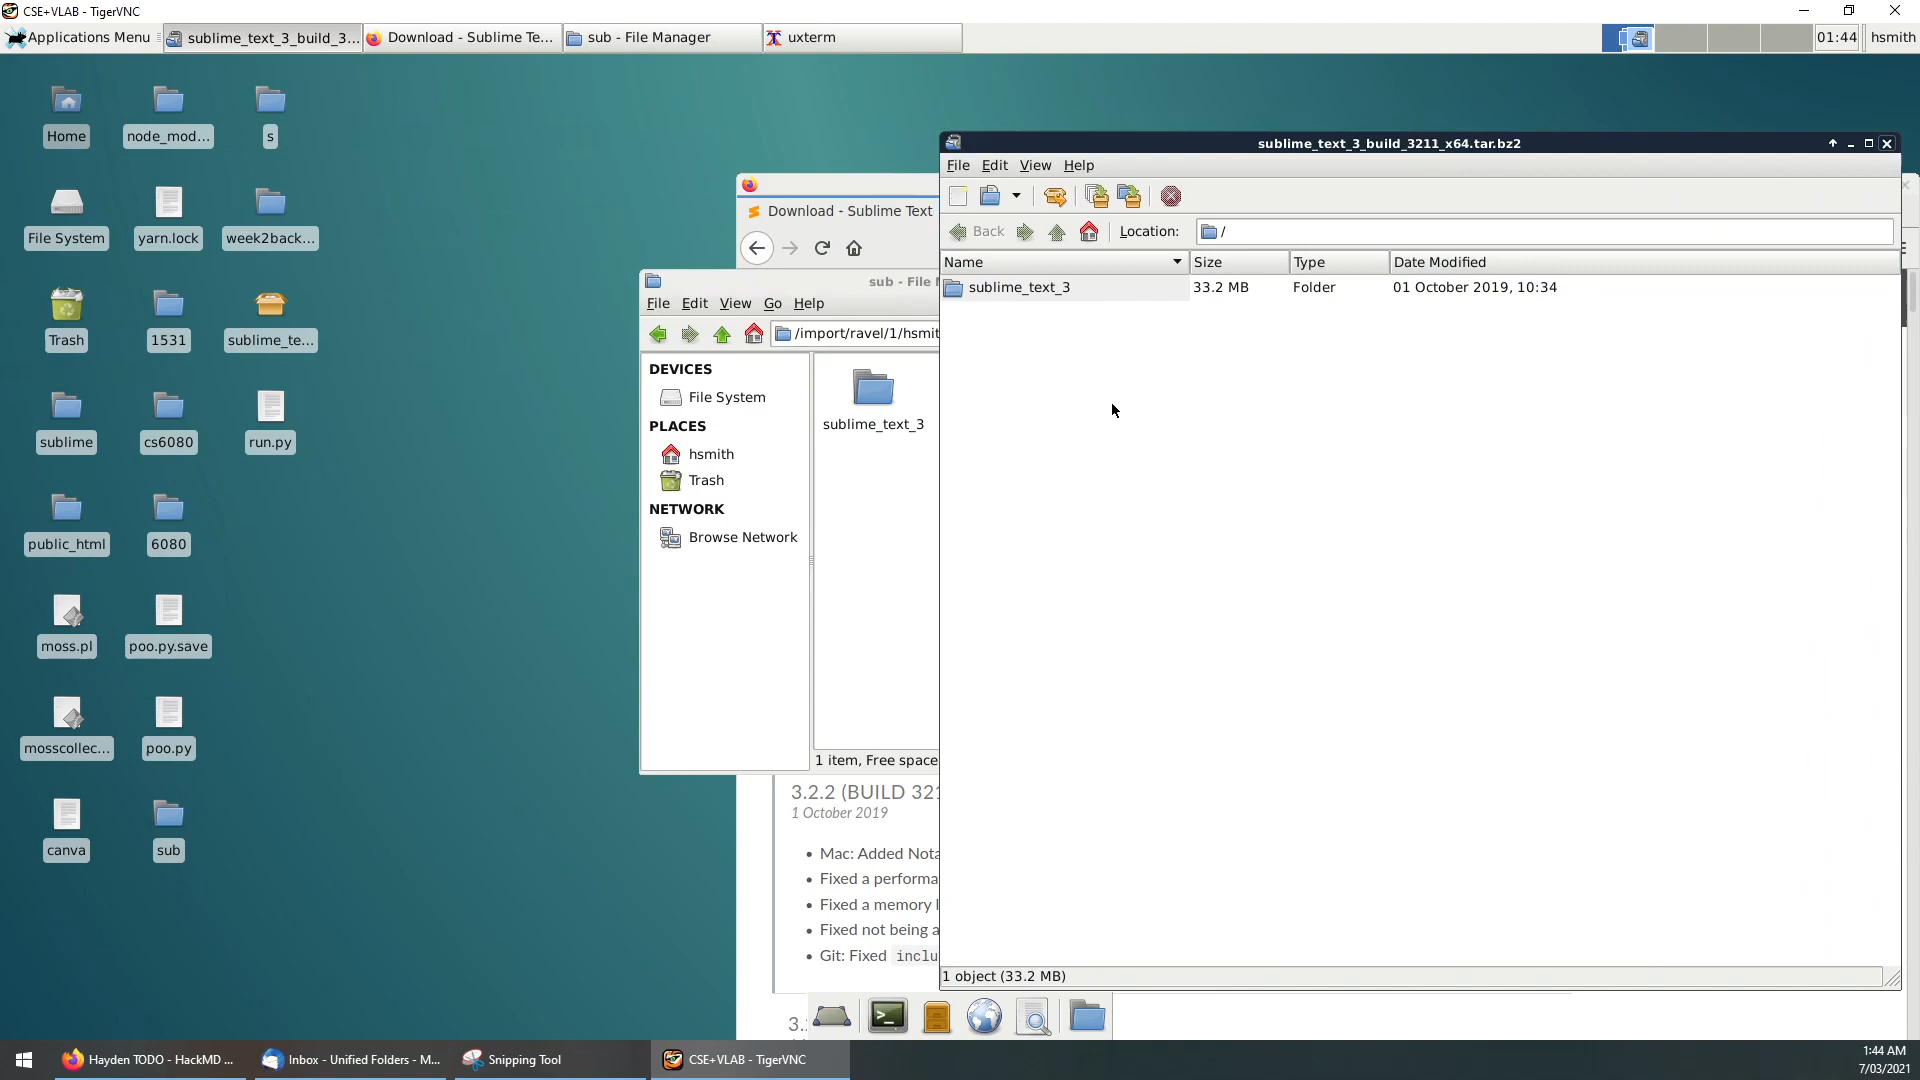 CSE+VLAB - TigerVNC
Applications Menu
sublime_text_3_build_3...
Download - Sublime Te...
sub - File Manager
uxterm
01:44
hsmith
Home
node_mod...
s
File System
yarn.lock
week2back...
Trash
1531
sublime_te...
sublime
cs6080
run.py
public_html
6080
moss.pl
poo.py.save
mosscollec...
poo.py
canva
sub
Download - Sublime Text
sub - File
File Edit View Go Help
/import/ravel/1/hsmit
DEVICES
File System
PLACES
hsmith
Trash
NETWORK
Browse Network
sublime_text_3
1 item, Free space
3.2.2 (BUILD 321
1 October 2019
• Mac: Added Nota
• Fixed a performa
• Fixed a memory
• Fixed not being a
• Git: Fixed inclu
3.
sublime_text_3_build_3211_x64.tar.bz2
File Edit View Help
Back
Location: /
Name Size Type Date Modified
sublime_text_3 33.2 MB Folder 01 October 2019, 10:34
1 object (33.2 MB)
Hayden TODO - HackMD ...
Inbox - Unified Folders - M...
Snipping Tool
CSE+VLAB - TigerVNC
1:44 AM
7/03/2021